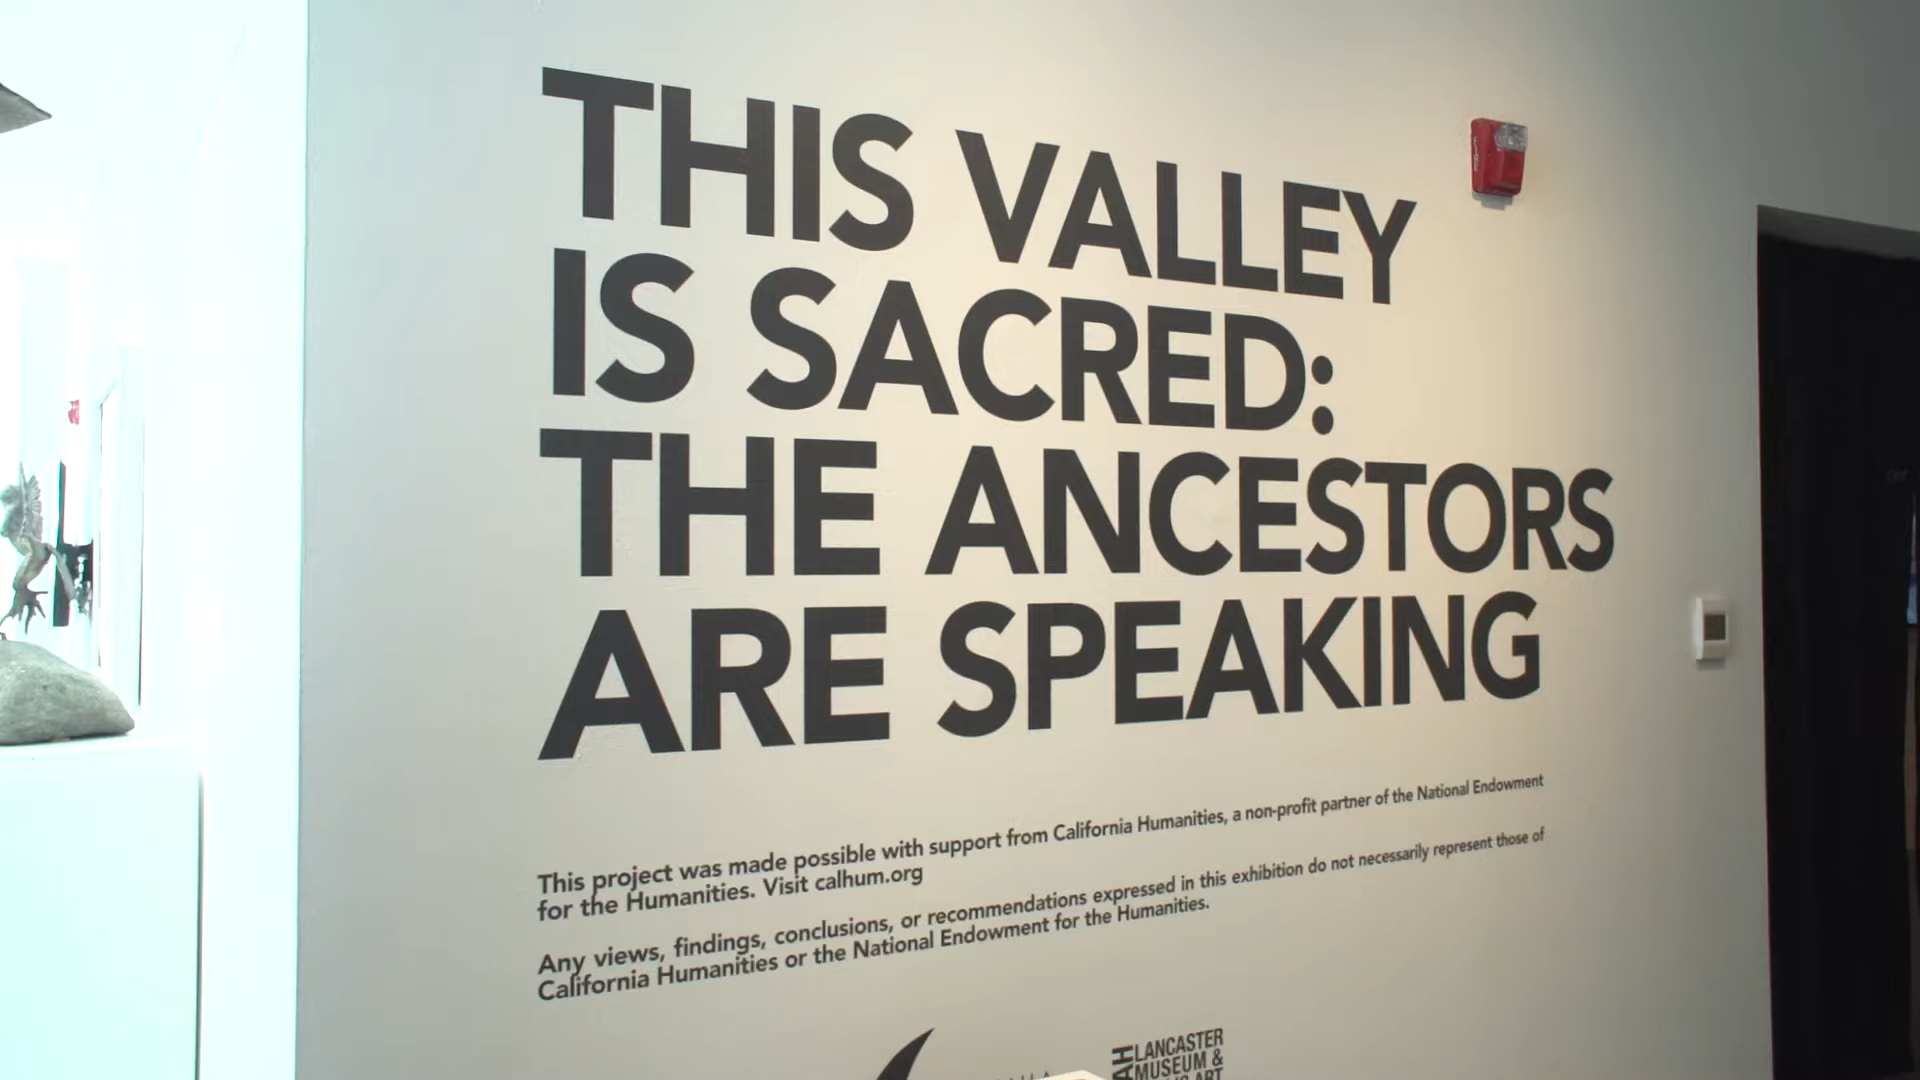 THIS VALLEY
IS SACRED:
THE ANCESTORS
ARE SPEAKING
This project was made possible with support from California Humanities, a non-profit partner of the National Endowment
for the Humanities. Visit calhum.org
Any views, findings, conclusions, or recommendations expressed in this exhibition do not necessarily represent those of
California Humanities or the National Endowment for the Humanities.
LANCASTER
MUSEUM &
ART